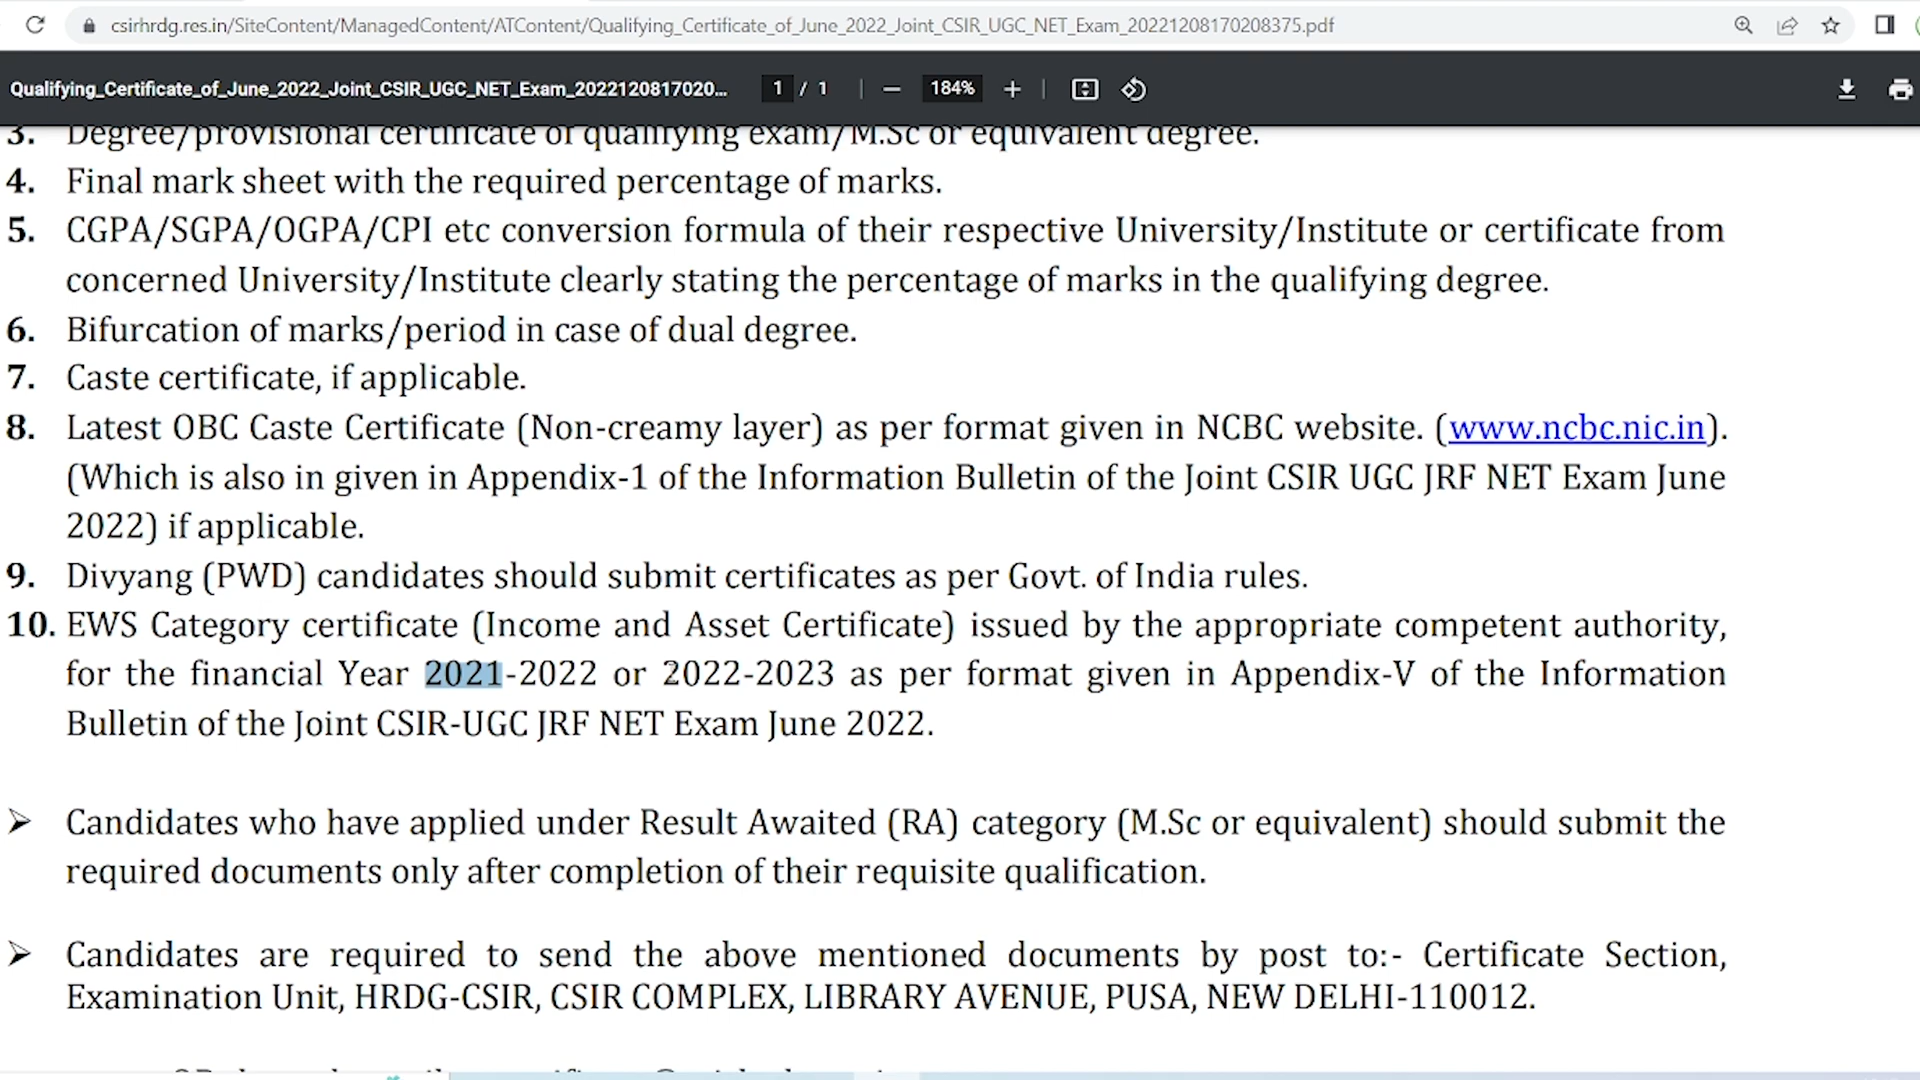 csirhrdg.res.in/SiteContent/ManagedContent/ATContent/Qualifying_Certificate_of_June_2022_Joint_CSIR_UGC_NET_Exam_20221208170208375.pdf
Qualifying_Certificate_of_June_2022_Joint_CSIR_UGC_NET_Exam_2022120817020... 1 / 1 184%
3. Degree/provisional certificate of qualifying exam/M.Sc or equivalent degree.
4. Final mark sheet with the required percentage of marks.
5. CGPA/SGPA/OGPA/CPI etc conversion formula of their respective University/Institute or certificate from
concerned University/Institute clearly stating the percentage of marks in the qualifying degree.
6. Bifurcation of marks/period in case of dual degree.
7. Caste certificate, if applicable.
8. Latest OBC Caste Certificate (Non-creamy layer) as per format given in NCBC website. (www.ncbc.nic.in).
(Which is also in given in Appendix-1 of the Information Bulletin of the Joint CSIR UGC JRF NET Exam June
2022) if applicable.
9. Divyang (PWD) candidates should submit certificates as per Govt. of India rules.
10. EWS Category certificate (Income and Asset Certificate) issued by the appropriate competent authority,
for the financial Year 2021-2022 or 2022-2023 as per format given in Appendix-V of the Information
Bulletin of the Joint CSIR-UGC JRF NET Exam June 2022.
➤ Candidates who have applied under Result Awaited (RA) category (M.Sc or equivalent) should submit the
required documents only after completion of their requisite qualification.
➤ Candidates are required to send the above mentioned documents by post to:- Certificate Section,
Examination Unit, HRDG-CSIR, CSIR COMPLEX, LIBRARY AVENUE, PUSA, NEW DELHI-110012.